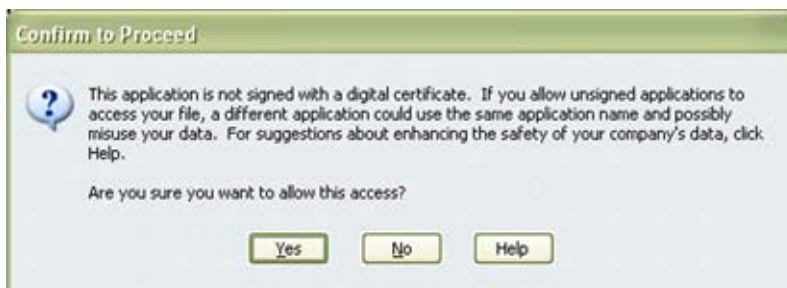 Confirm to Proceed
This application is not signed with a digital certificate. If you allow unsigned applications to
access your file, a different application could use the same application name and possibly
misuse your data. For suggestions about enhancing the safety of your company's data, click
Help.
Are you sure you want to allow this access?
Yes No Help